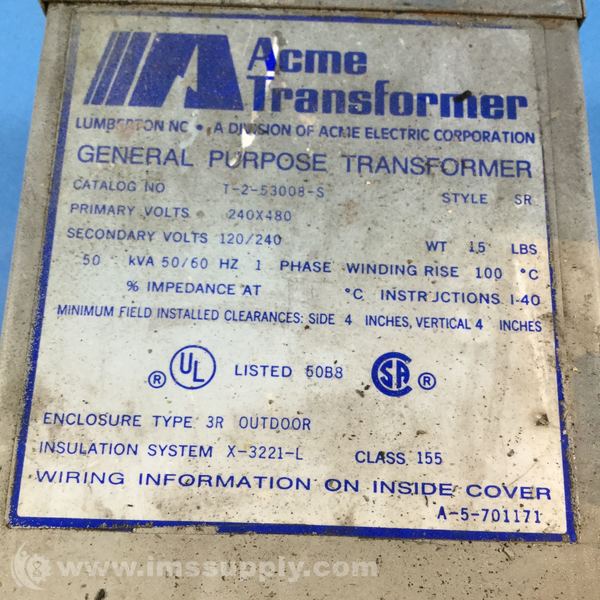 Acme
Transformer
LUMBERTON NC • A DIVISION OF ACME ELECTRIC CORPORATION
GENERAL PURPOSE TRANSFORMER
CATALOG NO T-2-53008-S STYLE SR
PRIMARY VOLTS 240X480
SECONDARY VOLTS 120/240 WT 15 LBS
50 kVA 50/60 HZ 1 PHASE WINDING RISE 100 °C
% IMPEDANCE AT °C INSTRUCTIONS I-40
MINIMUM FIELD INSTALLED CLEARANCES: SIDE 4 INCHES, VERTICAL 4 INCHES
® UL LISTED 50B8 SA ®
ENCLOSURE TYPE 3R OUTDOOR
INSULATION SYSTEM X-3221-L CLASS 155
WIRING INFORMATION ON INSIDE COVER
A-5-701171
© www.imssupply.com